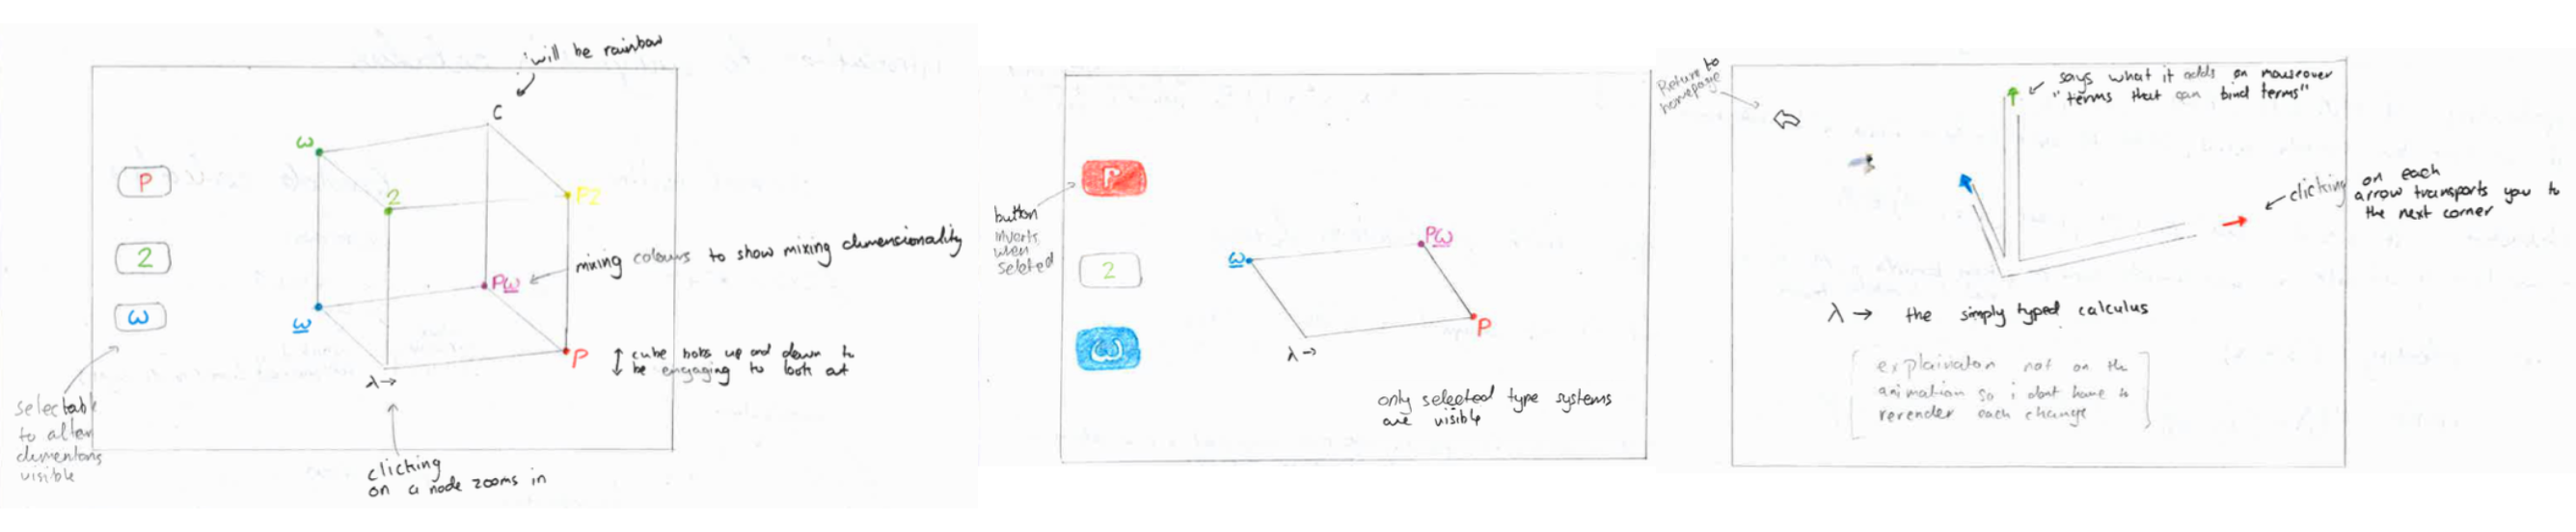 will be rainbow
C
ω
P
2
P2
mixing colours to show mixing dimensionality
2
Pω
ω
ω
P
cube bobs up and down to
be engaging to look at
λ→
selectable
to alter
dimentons
visible
clicking
on a node zooms in
P
button
inverts
when
seleted
Pω
ω
2
P
ω
λ→
only selected type systems
are visible
Return to
homepage
says what it adds on mouseover
"terms that can bind terms"
clicking on each
arrow transports you to
the next corner
λ→ the simply typed calculus
explaination not on the
animation so i dont have to
rerender each change